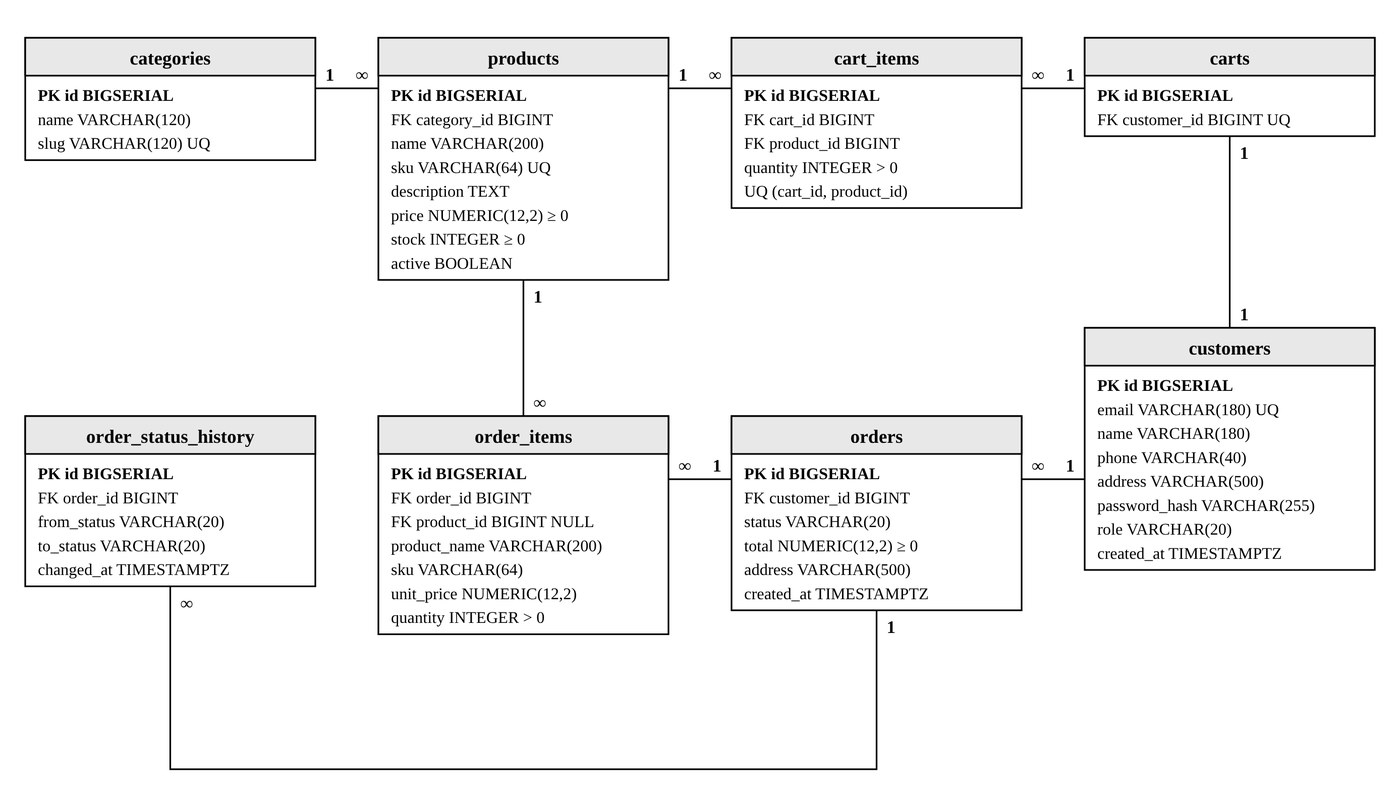 categories
PK id BIGSERIAL
name VARCHAR(120)
slug VARCHAR(120) UQ
1 ∞
products
PK id BIGSERIAL
FK category_id BIGINT
name VARCHAR(200)
sku VARCHAR(64) UQ
description TEXT
price NUMERIC(12,2) ≥ 0
stock INTEGER ≥ 0
active BOOLEAN
1 ∞
cart_items
PK id BIGSERIAL
FK cart_id BIGINT
FK product_id BIGINT
quantity INTEGER > 0
UQ (cart_id, product_id)
∞ 1
carts
PK id BIGSERIAL
FK customer_id BIGINT UQ
1
1
1
∞
customers
PK id BIGSERIAL
email VARCHAR(180) UQ
name VARCHAR(180)
phone VARCHAR(40)
address VARCHAR(500)
password_hash VARCHAR(255)
role VARCHAR(20)
created_at TIMESTAMPTZ
order_status_history
PK id BIGSERIAL
FK order_id BIGINT
from_status VARCHAR(20)
to_status VARCHAR(20)
changed_at TIMESTAMPTZ
∞
order_items
PK id BIGSERIAL
FK order_id BIGINT
FK product_id BIGINT NULL
product_name VARCHAR(200)
sku VARCHAR(64)
unit_price NUMERIC(12,2)
quantity INTEGER > 0
∞ 1
orders
PK id BIGSERIAL
FK customer_id BIGINT
status VARCHAR(20)
total NUMERIC(12,2) ≥ 0
address VARCHAR(500)
created_at TIMESTAMPTZ
∞ 1
1